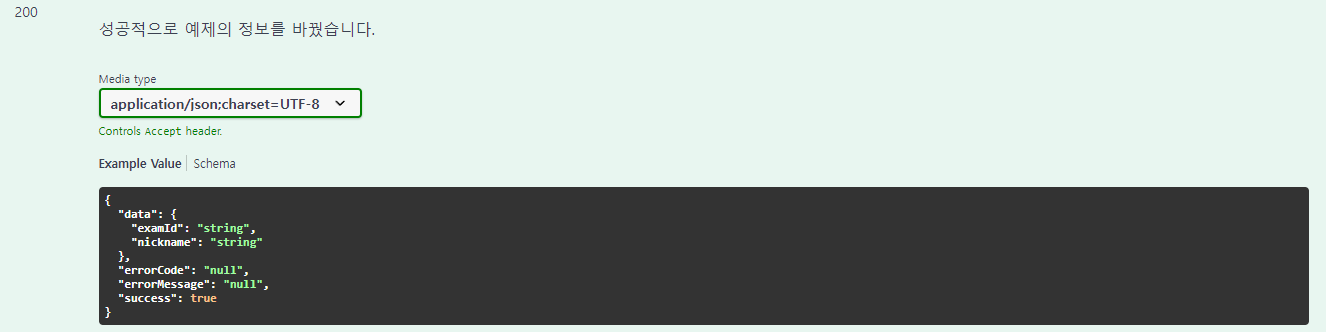 200
성공적으로 예제의 정보를 바꿨습니다.
Media type
application/json;charset=UTF-8
Controls Accept header.
Example Value | Schema
{
  "data": {
    "examId": "string",
    "nickname": "string"
  },
  "errorCode": "null",
  "errorMessage": "null",
  "success": true
}